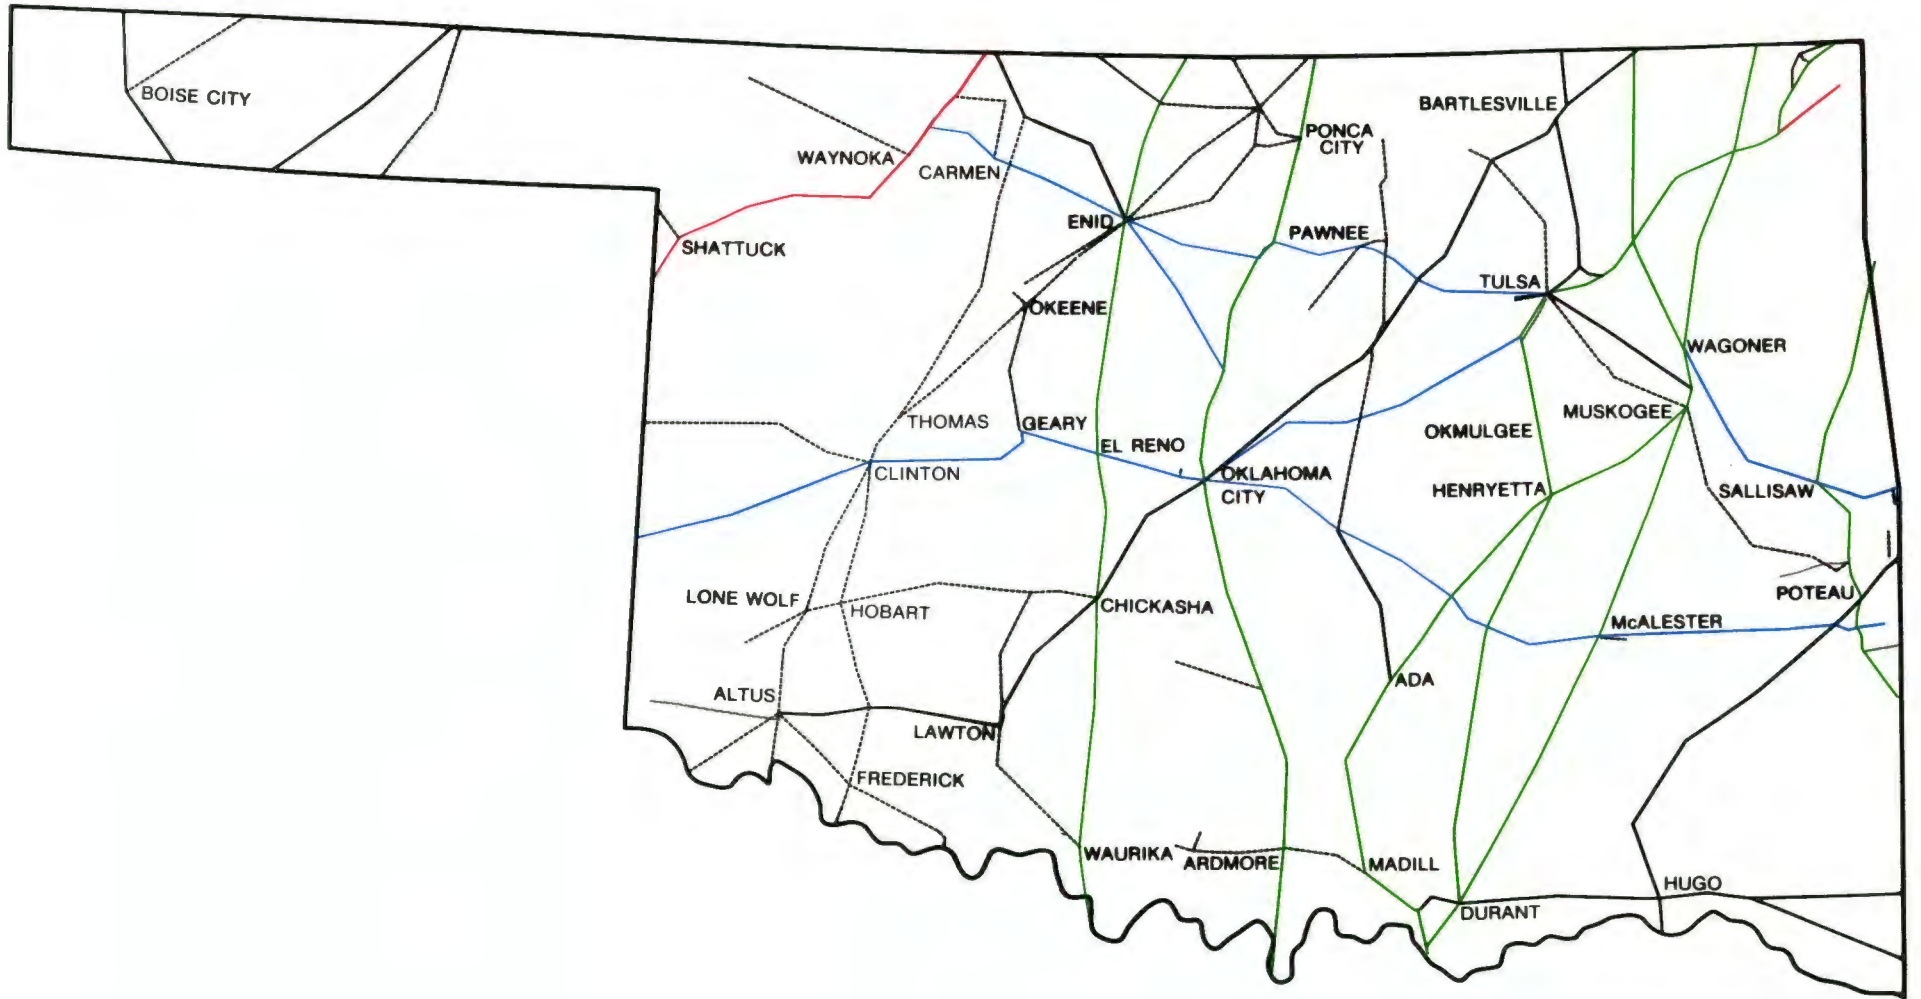 BOISE CITY
BARTLESVILLE
PONCA
CITY
WAYNOKA
CARMEN
ENID
PAWNEE
SHATTUCK
TULSA
OKEENE
WAGONER
THOMAS
GEARY
MUSKOGEE
OKMULGEE
EL RENO
CLINTON
OKLAHOMA
CITY
HENRYETTA
SALLISAW
LONE WOLF
HOBART
CHICKASHA
POTEAU
McALESTER
ADA
ALTUS
LAWTON
FREDERICK
WAURIKA
ARDMORE
MADILL
HUGO
DURANT